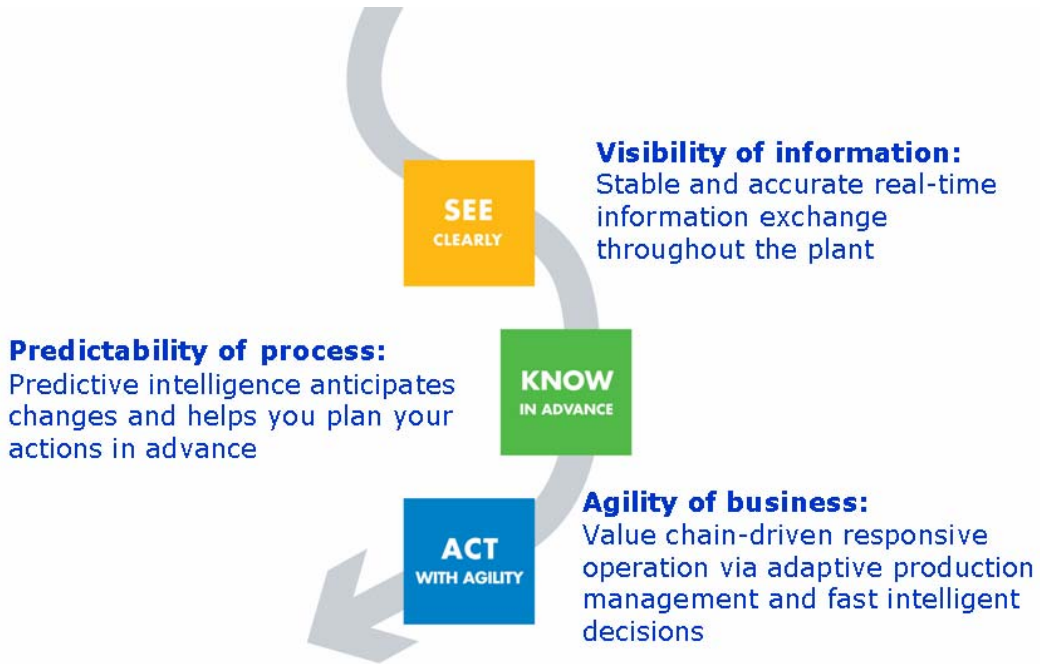 SEE
CLEARLY
Visibility of information:
Stable and accurate real-time
information exchange
throughout the plant
Predictability of process:
Predictive intelligence anticipates
changes and helps you plan your
actions in advance
KNOW
IN ADVANCE
ACT
WITH AGILITY
Agility of business:
Value chain-driven responsive
operation via adaptive production
management and fast intelligent
decisions